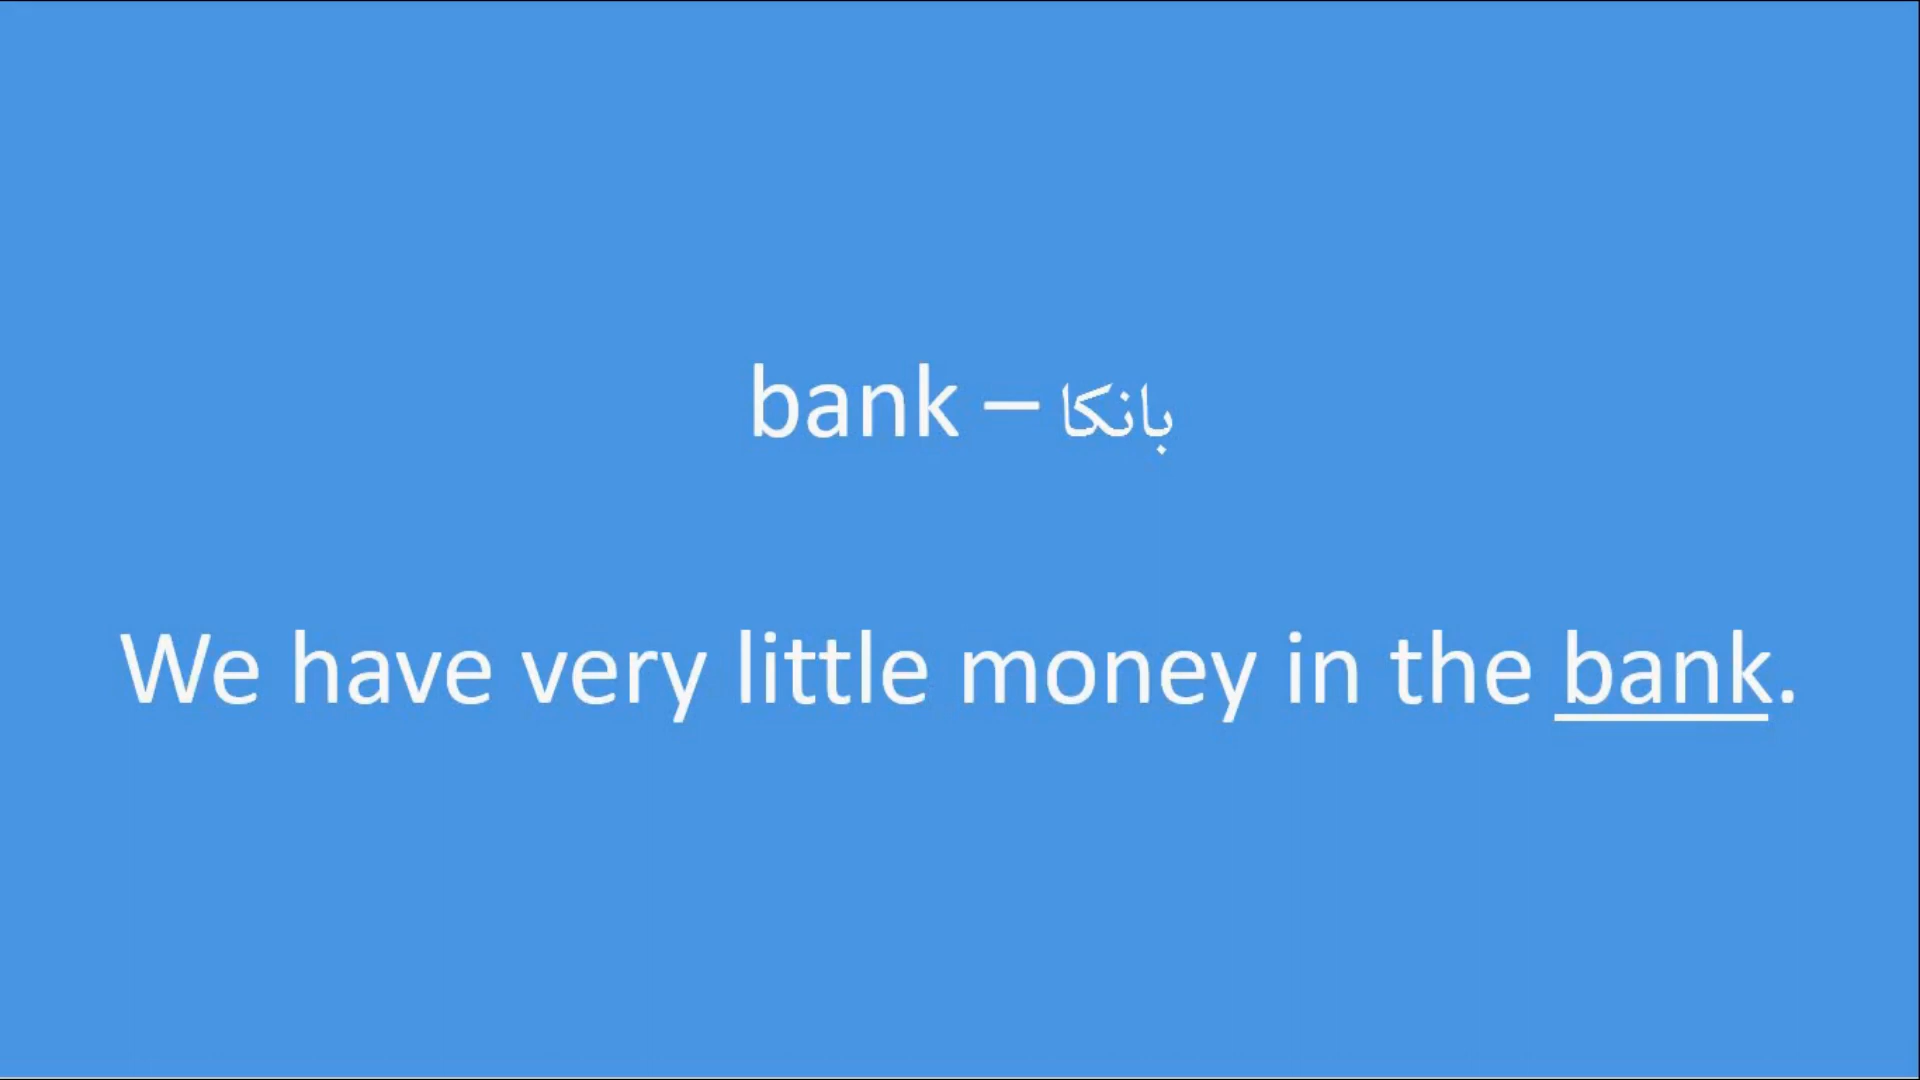 bank – بانکا
We have very little money in the bank.